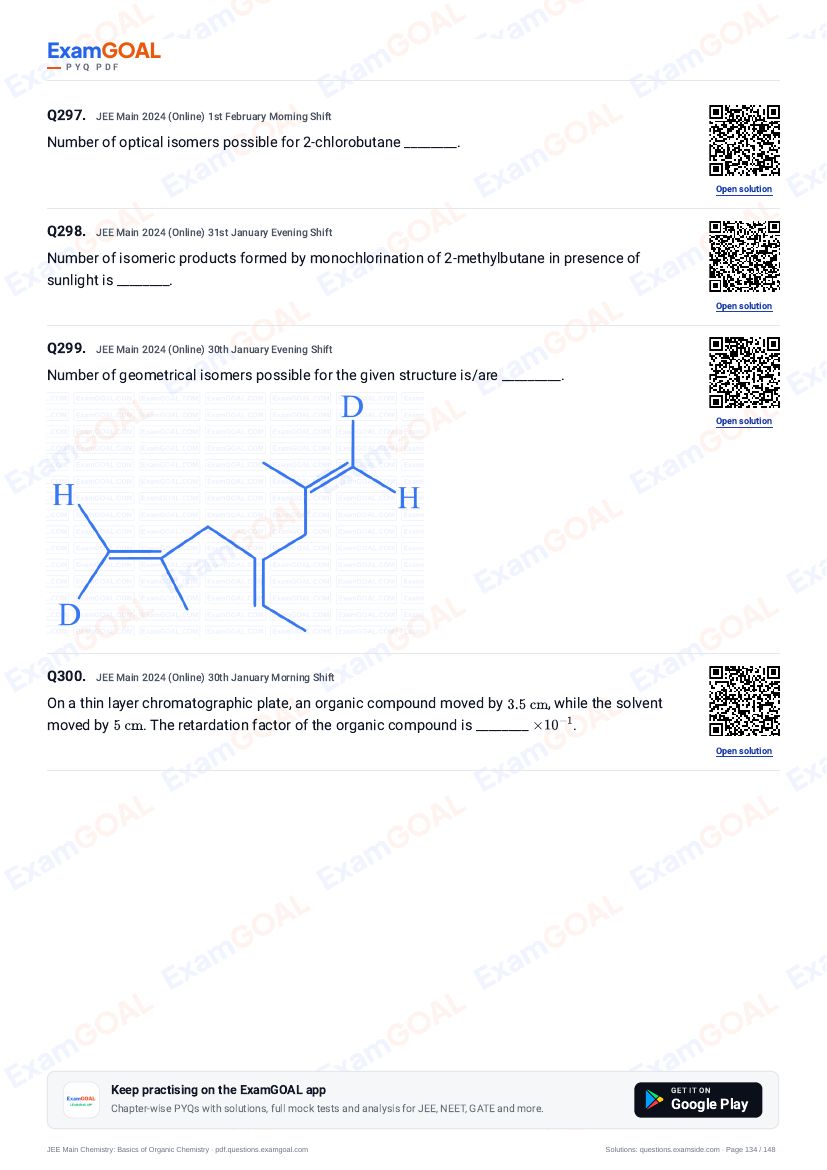 ExamGOAL
PYQ PDF
Q297. JEE Main 2024 (Online) 1st February Morning Shift
Number of optical isomers possible for 2-chlorobutane ________.
Open solution
Q298. JEE Main 2024 (Online) 31st January Evening Shift
Number of isomeric products formed by monochlorination of 2-methylbutane in presence of
sunlight is ________.
Open solution
Q299. JEE Main 2024 (Online) 30th January Evening Shift
Number of geometrical isomers possible for the given structure is/are _________.
Open solution
D
H
H
D
Q300. JEE Main 2024 (Online) 30th January Morning Shift
On a thin layer chromatographic plate, an organic compound moved by 3.5 cm, while the solvent
moved by 5 cm. The retardation factor of the organic compound is ________ ×10⁻¹.
Open solution
Keep practising on the ExamGOAL app
Chapter-wise PYQs with solutions, full mock tests and analysis for JEE, NEET, GATE and more.
GET IT ON
Google Play
JEE Main Chemistry: Basics of Organic Chemistry · pdf.questions.examgoal.com
Solutions: questions.examside.com · Page 134 / 148